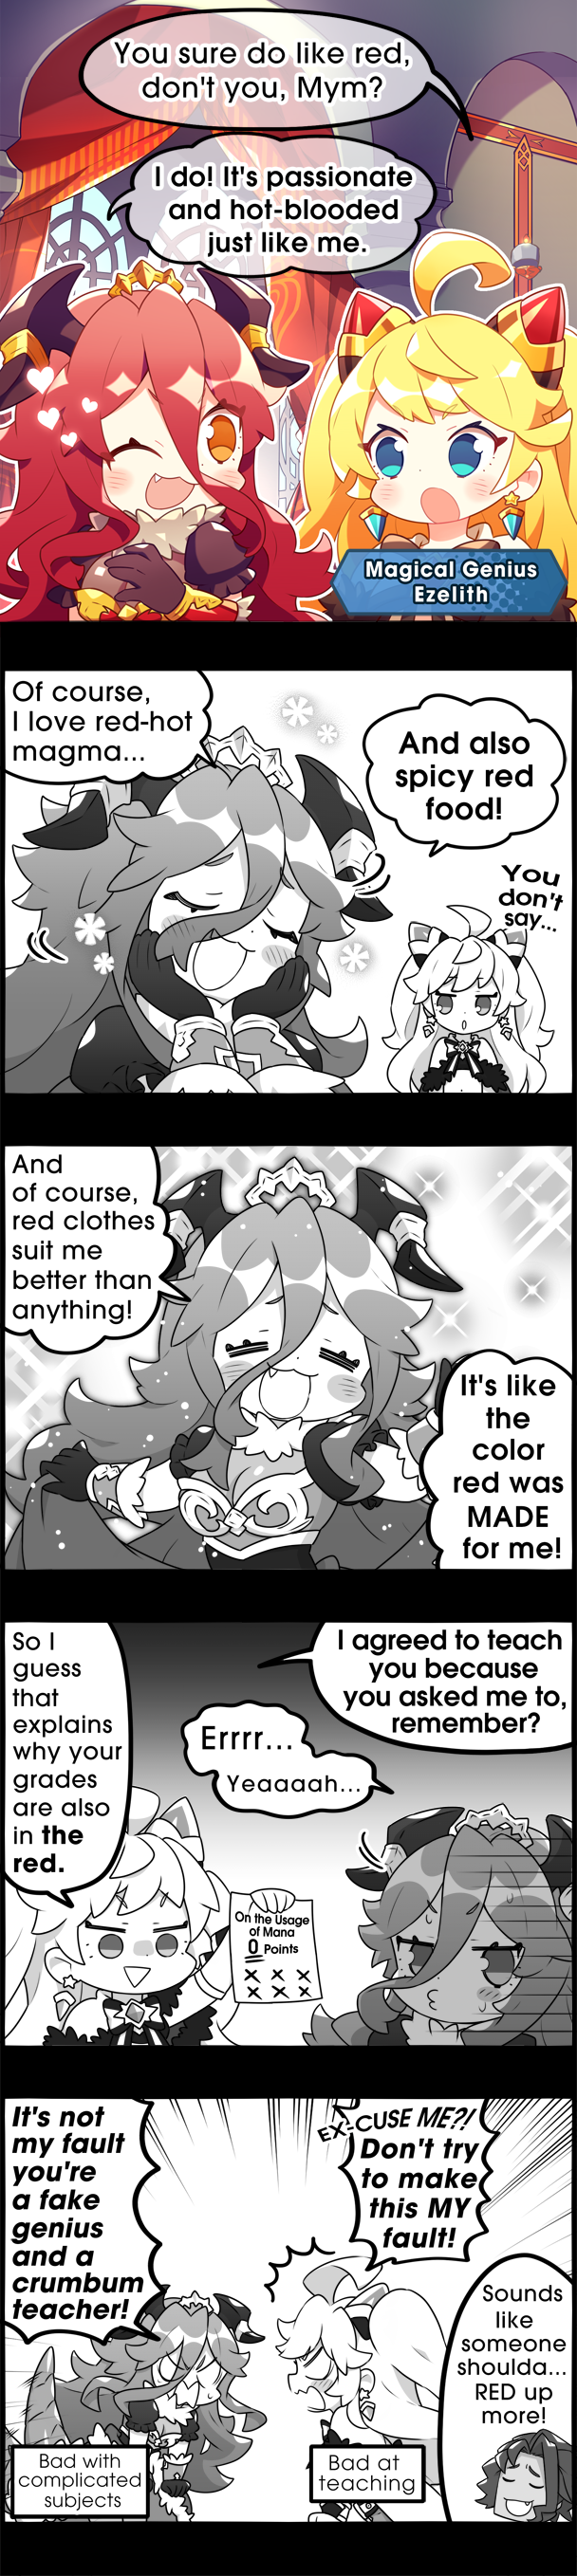 You sure do like red,
don't you, Mym?
I do! It's passionate
and hot-blooded
just like me.
Magical Genius
Ezelith
Of course,
I love red-hot
magma...
And also
spicy red
food!
You
don't
say...
And
of course,
red clothes
suit me
better than
anything!
It's like
the
color
red was
MADE
for me!
So I
guess
that
explains
why your
grades
are also
in the
red.
I agreed to teach
you because
you asked me to,
remember?
Errrr...
Yeaaaah...
On the Usage
of Mana
0 Points
It's not
my fault
you're
a fake
genius
and a
crumbum
teacher!
EX-CUSE ME?!
Don't try
to make
this MY
fault!
Sounds
like
someone
shoulda...
RED up
more!
Bad with
complicated
subjects
Bad at
teaching